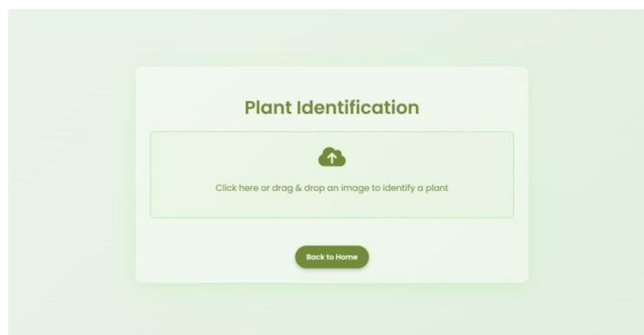 Plant Identification
Click here or drag & drop an image to identify a plant
Back to Home